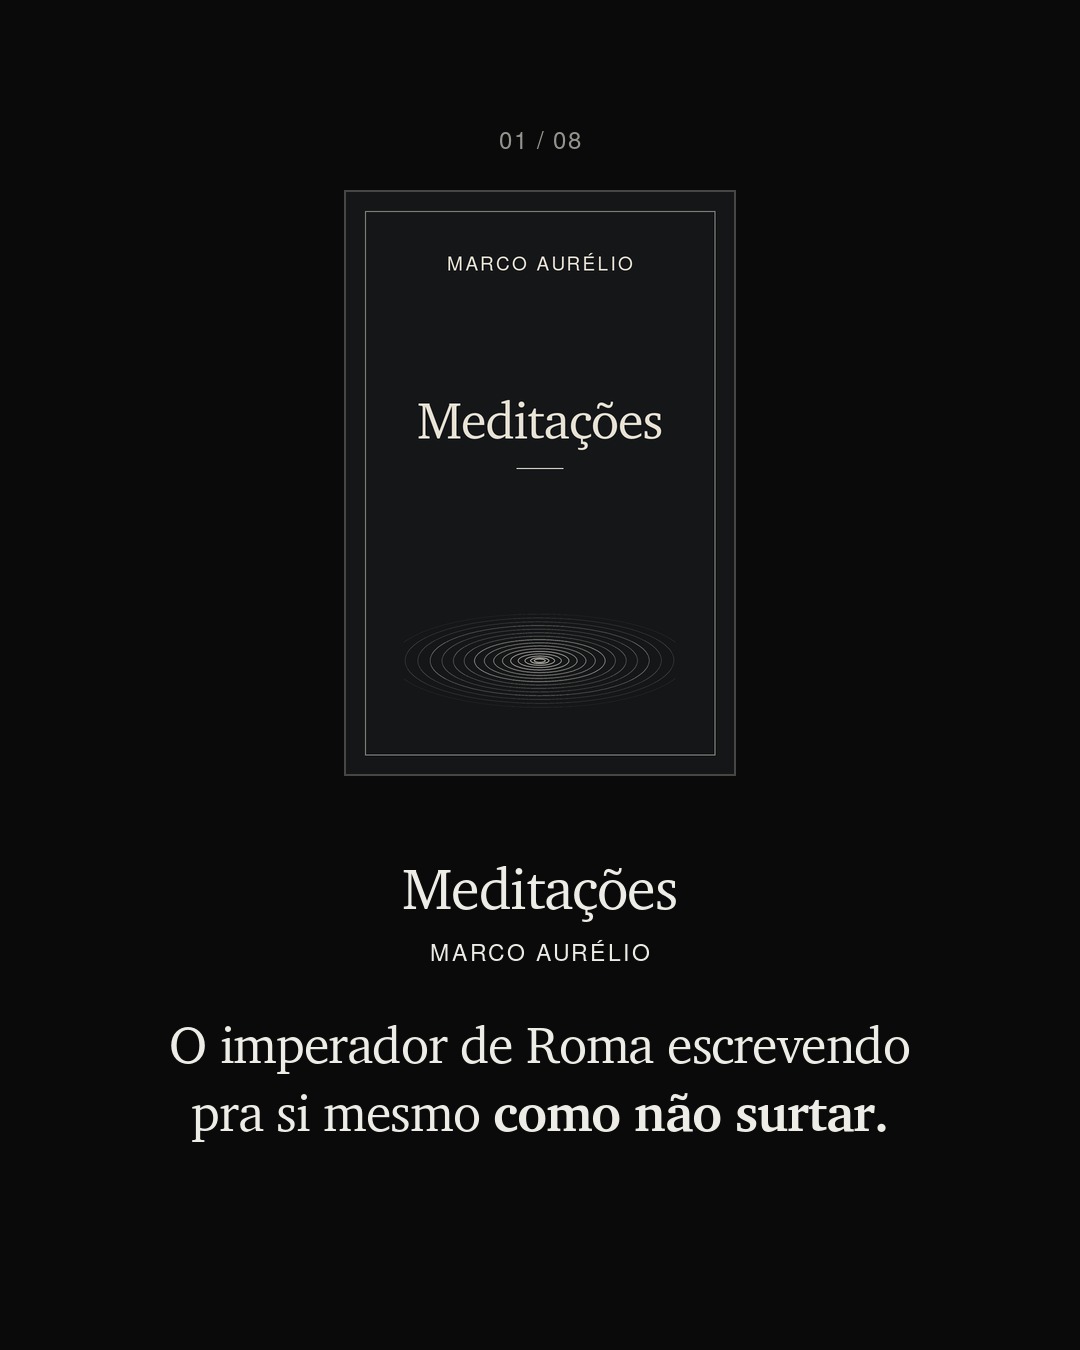 01 / 08
MARCO AURÉLIO
Meditações
Meditações
MARCO AURÉLIO
O imperador de Roma escrevendo
pra si mesmo como não surtar.